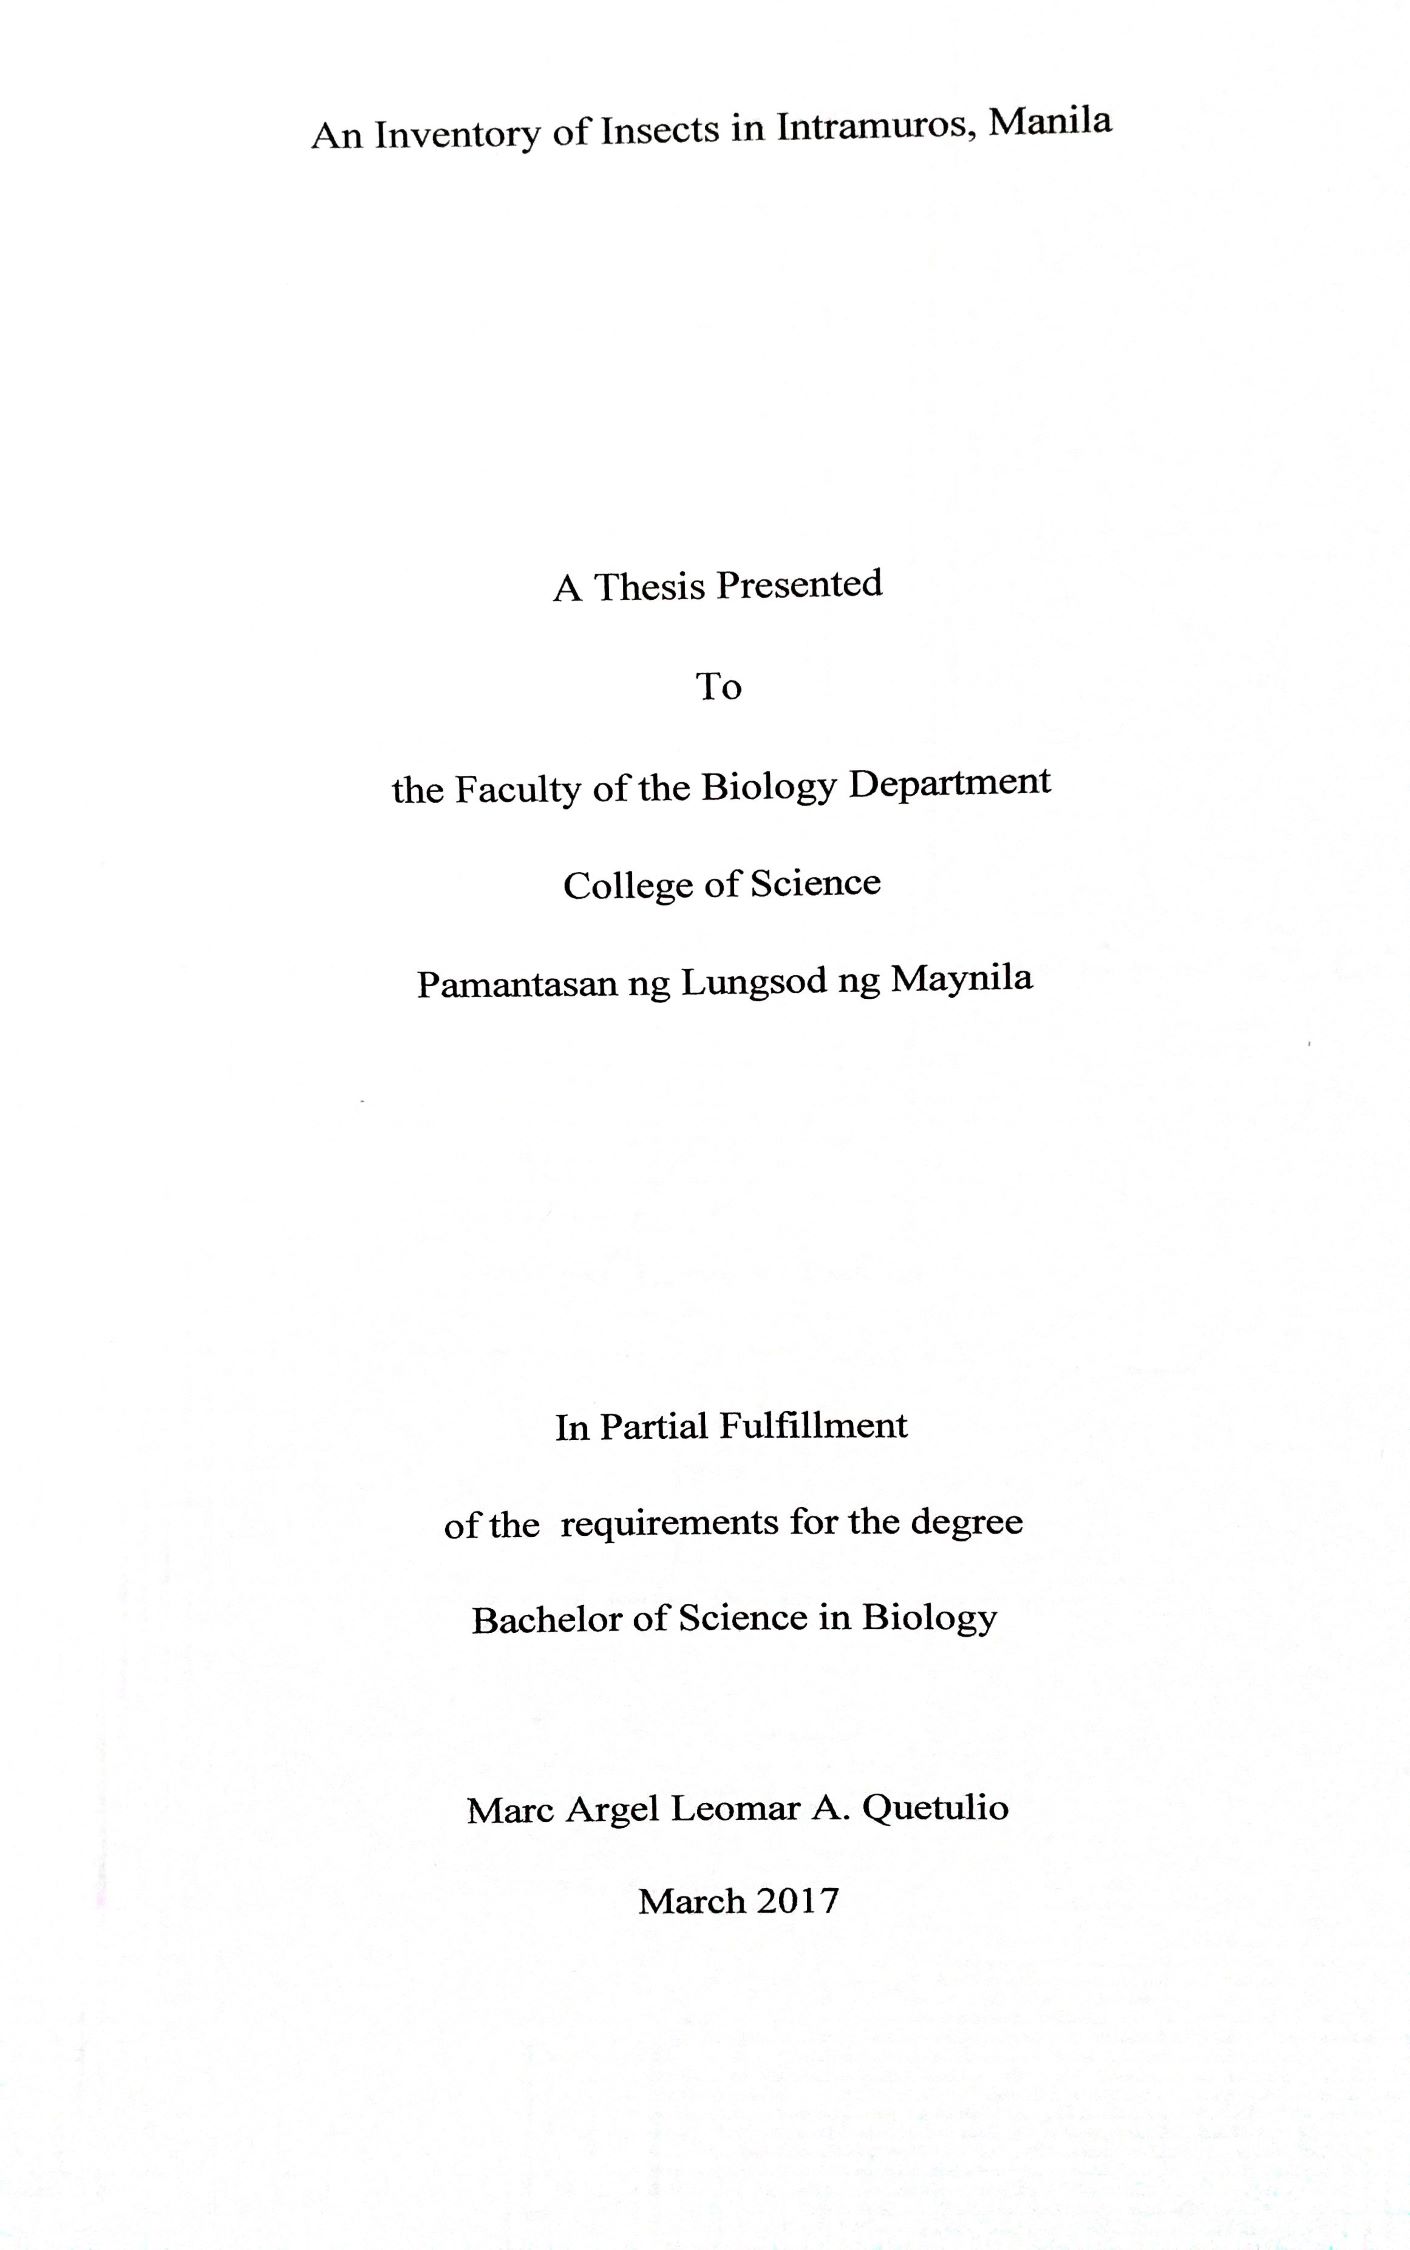 An Inventory of Insects in Intramuros, Manila
A Thesis Presented
To
the Faculty of the Biology Department
College of Science
Pamantasan ng Lungsod ng Maynila
In Partial Fulfillment
of the requirements for the degree
Bachelor of Science in Biology
Marc Argel Leomar A. Quetulio
March 2017